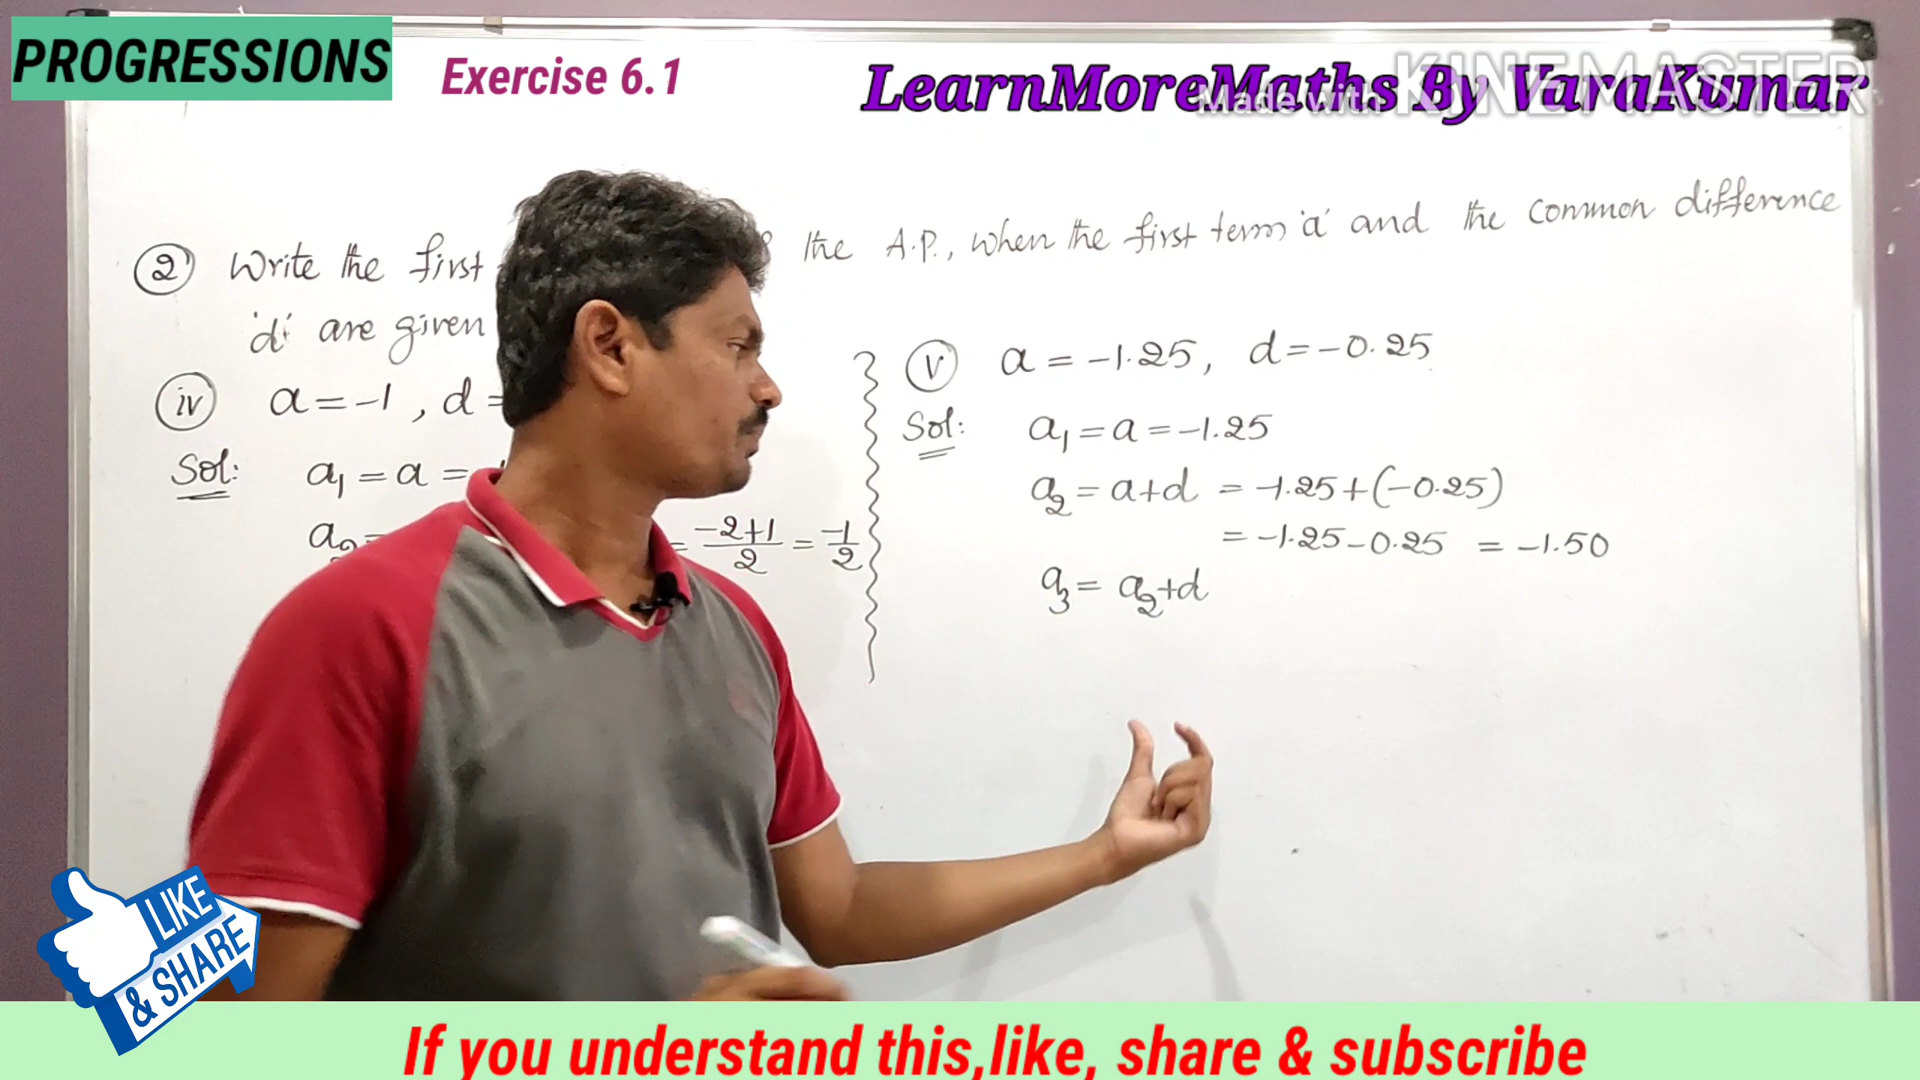 PROGRESSIONS
Exercise 6.1
LearnMoreMaths By VaraKumar
Made with KINEMASTER
② Write the first the A.P., when the first term 'a' and the common difference
'd' are given
iv a = -1, d =
Sol: a₁ = a =
a₂ = = -2+1/2 = -1/2
v a = -1.25, d = -0.25
Sol: a₁ = a = -1.25
a₂ = a+d = -1.25+(-0.25)
= -1.25-0.25 = -1.50
a₃ = a₂+d
LIKE
& SHARE
If you understand this,like, share & subscribe